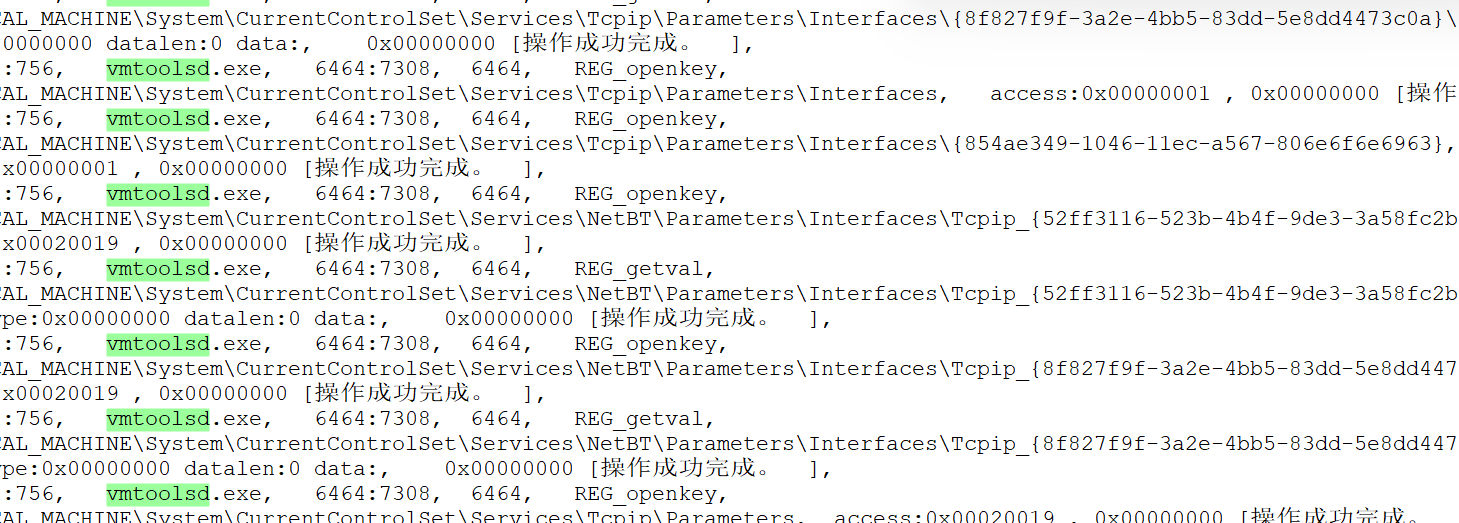 CAL_MACHINE\System\CurrentControlSet\Services\Tcpip\Parameters\Interfaces\{8f827f9f-3a2e-4bb5-83dd-5e8dd4473c0a}\
0000000 datalen:0 data:,    0x00000000 [操作成功完成。  ],
:756,   vmtoolsd.exe,   6464:7308,  6464,   REG_openkey,
CAL_MACHINE\System\CurrentControlSet\Services\Tcpip\Parameters\Interfaces,   access:0x00000001 , 0x00000000 [操作
:756,   vmtoolsd.exe,   6464:7308,  6464,   REG_openkey,
CAL_MACHINE\System\CurrentControlSet\Services\Tcpip\Parameters\Interfaces\{854ae349-1046-11ec-a567-806e6f6e6963},
x00000001 , 0x00000000 [操作成功完成。  ],
:756,   vmtoolsd.exe,   6464:7308,  6464,   REG_openkey,
CAL_MACHINE\System\CurrentControlSet\Services\NetBT\Parameters\Interfaces\Tcpip_{52ff3116-523b-4b4f-9de3-3a58fc2b
x00020019 , 0x00000000 [操作成功完成。  ],
:756,   vmtoolsd.exe,   6464:7308,  6464,   REG_getval,
CAL_MACHINE\System\CurrentControlSet\Services\NetBT\Parameters\Interfaces\Tcpip_{52ff3116-523b-4b4f-9de3-3a58fc2b
ype:0x00000000 datalen:0 data:,    0x00000000 [操作成功完成。  ],
:756,   vmtoolsd.exe,   6464:7308,  6464,   REG_openkey,
CAL_MACHINE\System\CurrentControlSet\Services\NetBT\Parameters\Interfaces\Tcpip_{8f827f9f-3a2e-4bb5-83dd-5e8dd447
x00020019 , 0x00000000 [操作成功完成。  ],
:756,   vmtoolsd.exe,   6464:7308,  6464,   REG_getval,
CAL_MACHINE\System\CurrentControlSet\Services\NetBT\Parameters\Interfaces\Tcpip_{8f827f9f-3a2e-4bb5-83dd-5e8dd447
ype:0x00000000 datalen:0 data:,    0x00000000 [操作成功完成。  ],
:756,   vmtoolsd.exe,   6464:7308,  6464,   REG_openkey,
CAL_MACHINE\System\CurrentControlSet\Services\Tcpip\Parameters,   access:0x00020019 , 0x00000000 [操作成功完成。